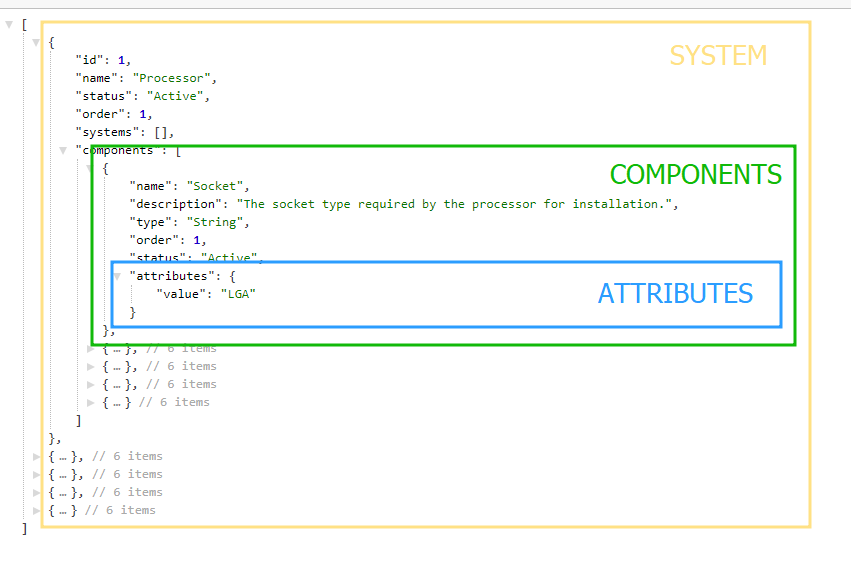 [
{
"id": 1,
"name": "Processor",
"status": "Active",
"order": 1,
"systems": [],
"components": [
{
"name": "Socket",
"description": "The socket type required by the processor for installation.",
"type": "String",
"order": 1,
"status": "Active",
"attributes": {
"value": "LGA"
}
},
{ … }, // 6 items
{ … }, // 6 items
{ … }, // 6 items
{ … } // 6 items
]
},
{ … }, // 6 items
{ … }, // 6 items
{ … }, // 6 items
{ … } // 6 items
]
SYSTEM
COMPONENTS
ATTRIBUTES